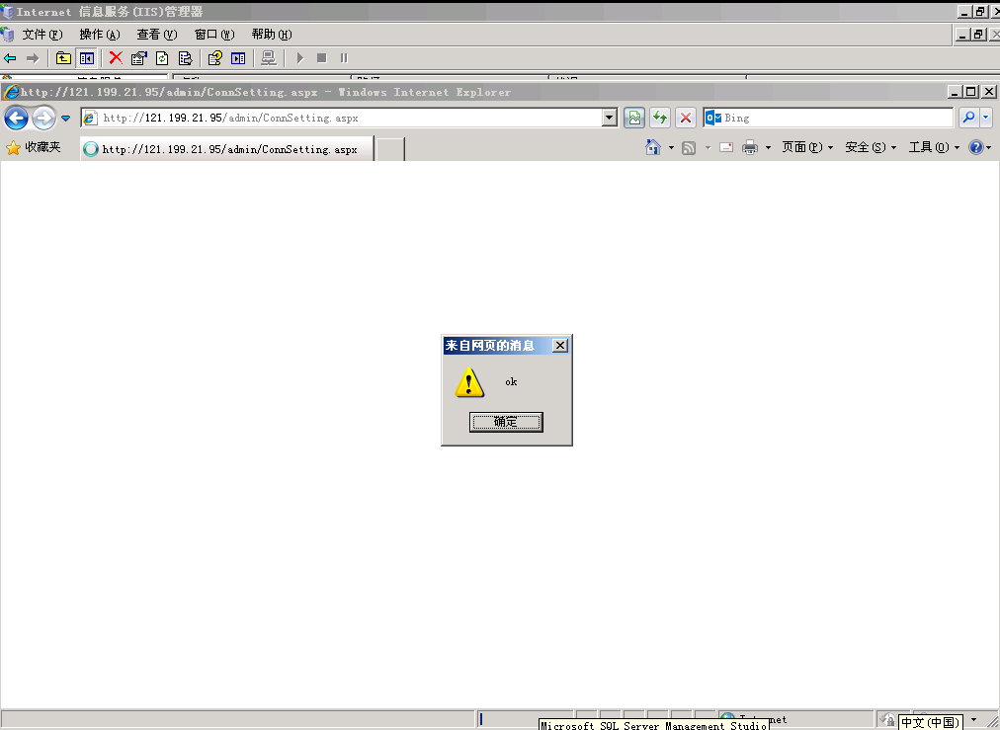 Internet 信息服务(IIS)管理器
文件(F) 操作(A) 查看(V) 窗口(W) 帮助(H)
http://121.199.21.95/admin/ConnSetting.aspx - Windows Internet Explorer
http://121.199.21.95/admin/ConnSetting.aspx Bing
收藏夹 http://121.199.21.95/admin/ConnSetting.aspx 页面(P) 安全(S) 工具(O)
来自网页的消息
ok
确定
Microsoft SQL Server Management Studio
中文(中国)